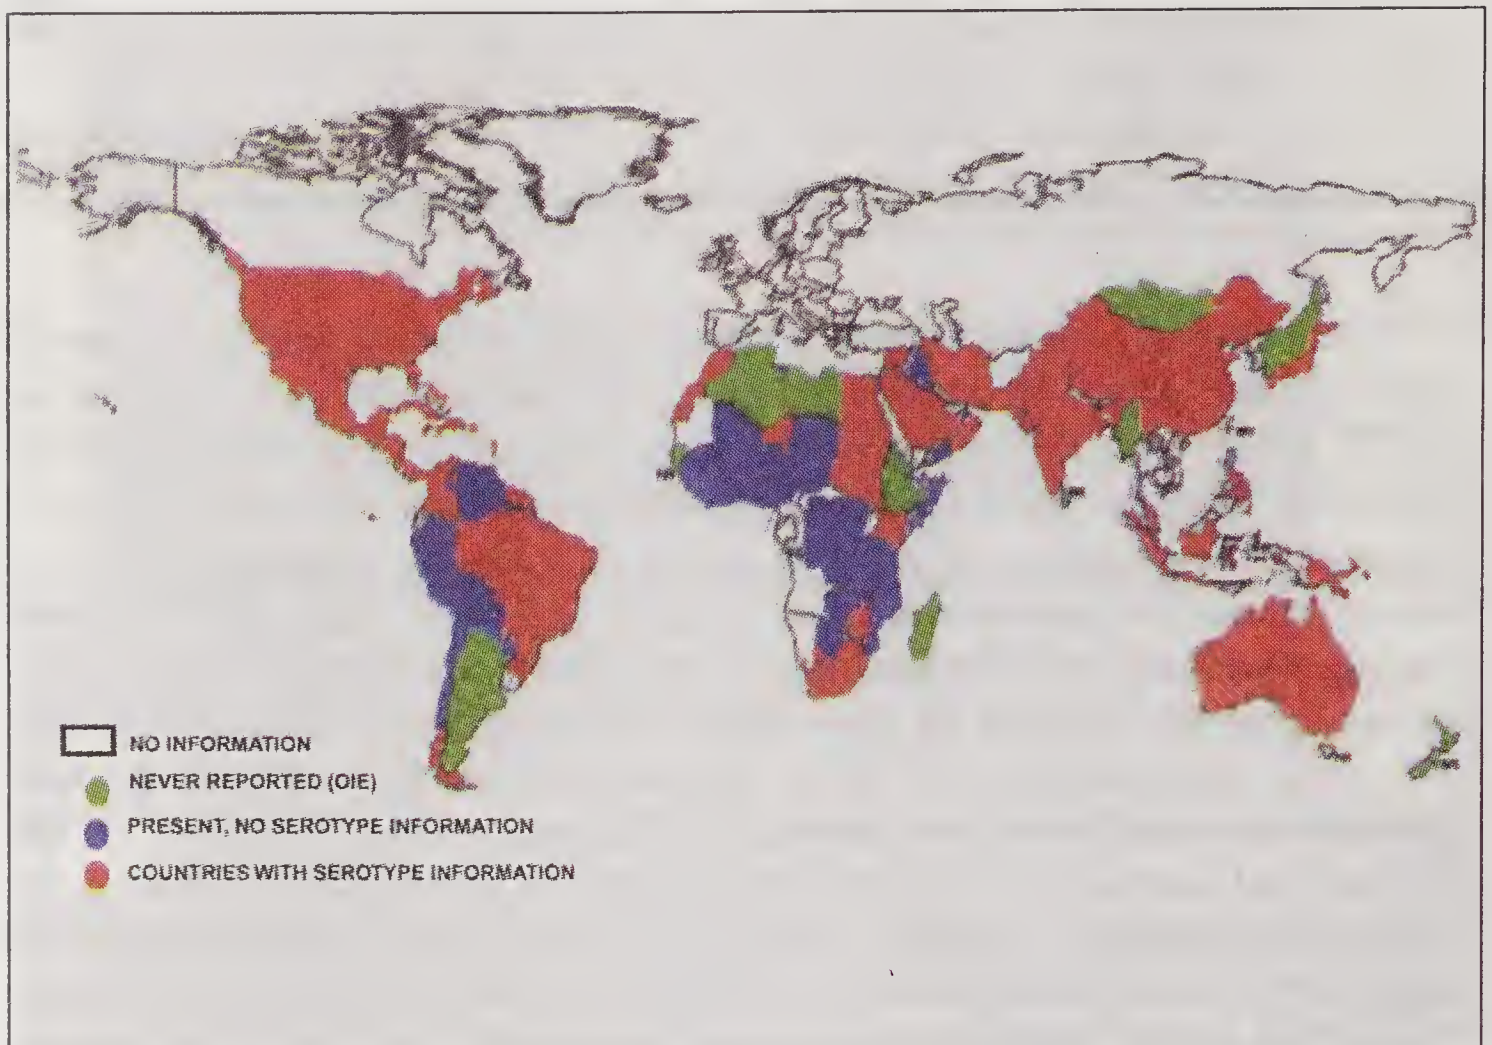 NO INFORMATION
NEVER REPORTED (OIE)
PRESENT, NO SEROTYPE INFORMATION
COUNTRIES WITH SEROTYPE INFORMATION